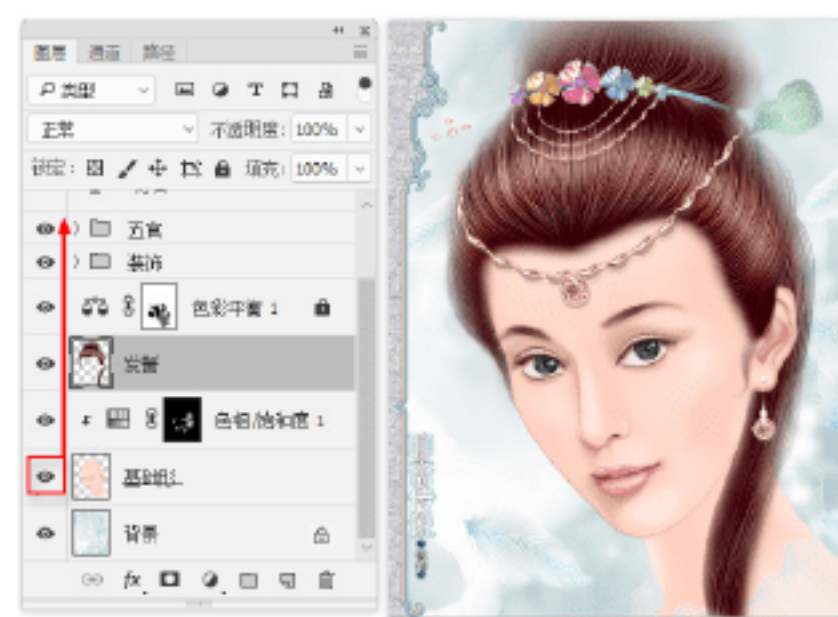 图层 通道 路径
类型 T
正常 不透明度: 100%
锁定: 填充: 100%
五官
装饰
色彩平衡 1
发髻
色相/饱和度 1
背景
fx